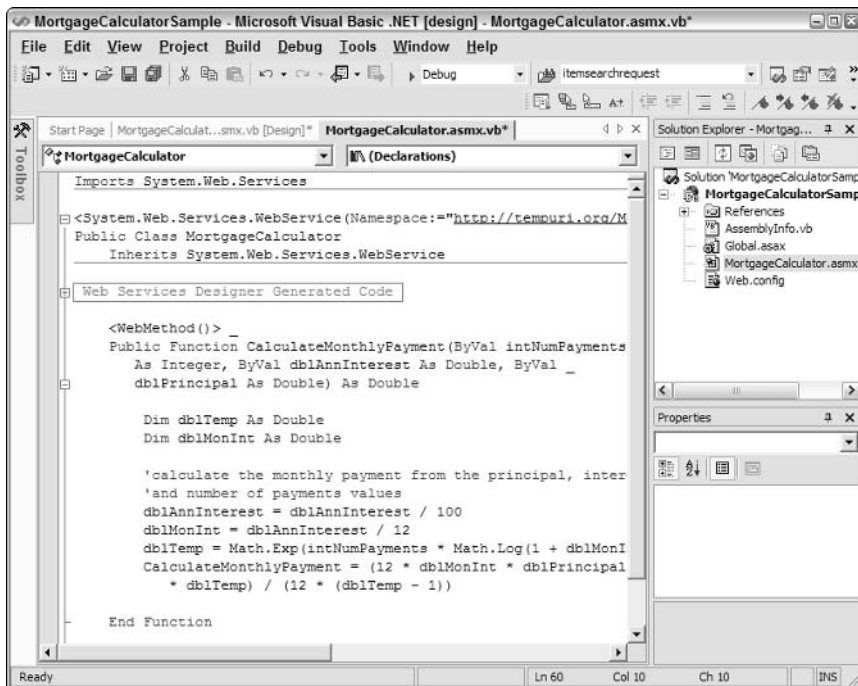 MortgageCalculatorSample - Microsoft Visual Basic .NET [design] - MortgageCalculator.asmx.vb*
File Edit View Project Build Debug Tools Window Help
Debug
itemsearchrequest
Toolbox
Start Page MortgageCalculat...smx.vb [Design]* MortgageCalculator.asmx.vb*
MortgageCalculator
(Declarations)
Imports System.Web.Services
<System.Web.Services.WebService(Namespace:="http://tempuri.org/M
Public Class MortgageCalculator
Inherits System.Web.Services.WebService
Web Services Designer Generated Code
<WebMethod()> _
Public Function CalculateMonthlyPayment(ByVal intNumPayments
As Integer, ByVal dblAnnInterest As Double, ByVal _
dblPrincipal As Double) As Double
Dim dblTemp As Double
Dim dblMonInt As Double
'calculate the monthly payment from the principal, inter
'and number of payments values
dblAnnInterest = dblAnnInterest / 100
dblMonInt = dblAnnInterest / 12
dblTemp = Math.Exp(intNumPayments * Math.Log(1 + dblMonI
CalculateMonthlyPayment = (12 * dblMonInt * dblPrincipal
* dblTemp) / (12 * (dblTemp - 1))
End Function
Solution Explorer - Mortgag...
Solution 'MortgageCalculatorSamp
MortgageCalculatorSamp
References
AssemblyInfo.vb
Global.asax
MortgageCalculator.asmx
Web.config
Properties
Ready
Ln 60
Col 10
Ch 10
INS